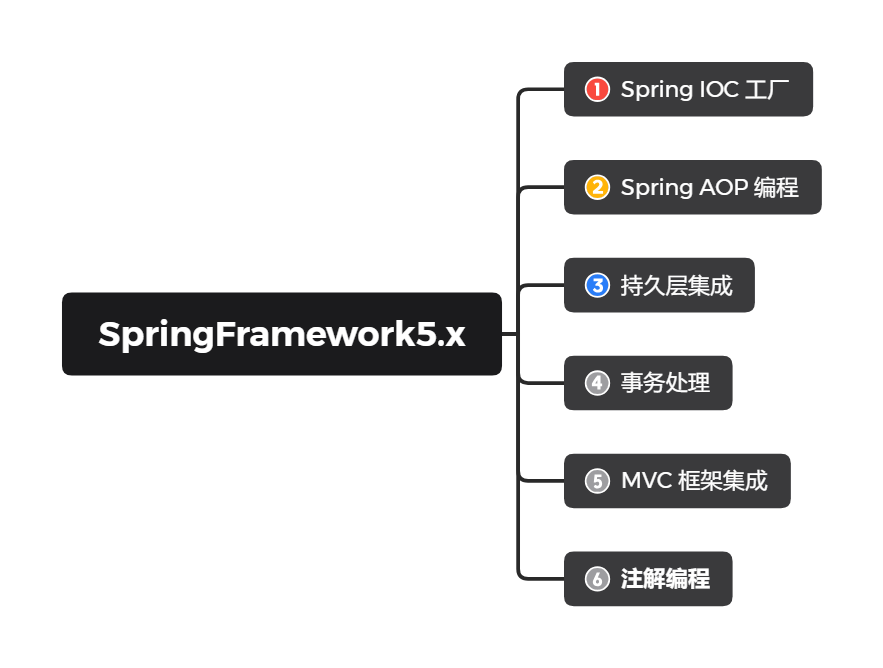 SpringFramework5.x
1 Spring IOC 工厂
2 Spring AOP 编程
3 持久层集成
4 事务处理
5 MVC 框架集成
6 注解编程